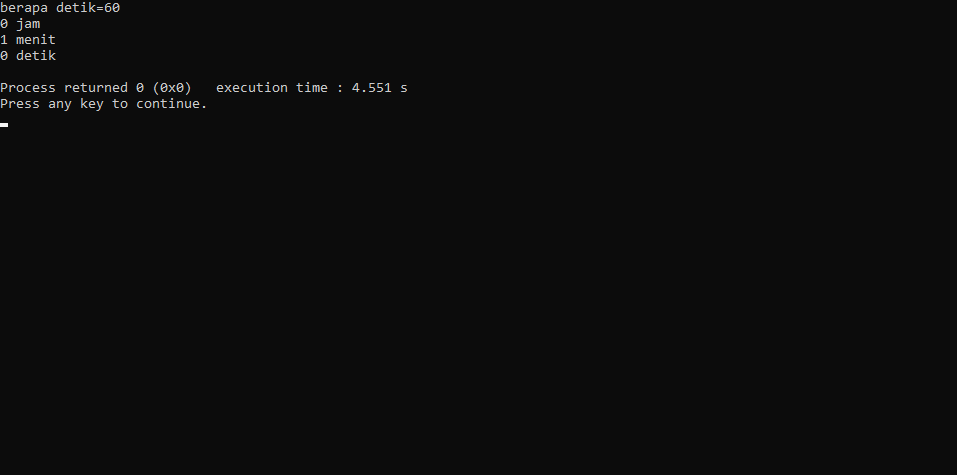 berapa detik=60
0 jam
1 menit
0 detik
Process returned 0 (0x0)   execution time : 4.551 s
Press any key to continue.